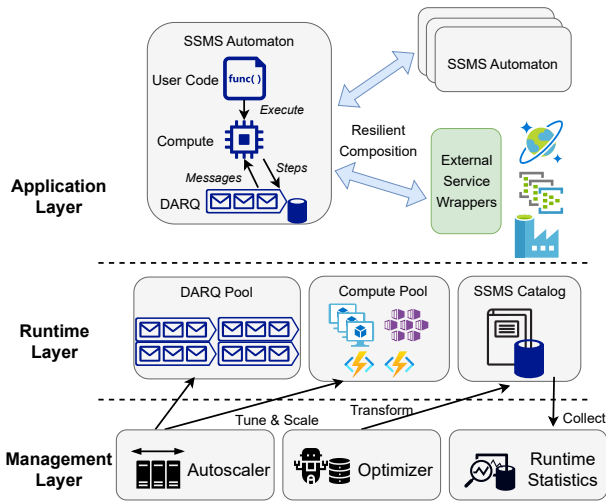 SSMS Automaton
User Code
func()
Execute
Compute
Messages
Steps
DARQ
SSMS Automaton
Resilient
Composition
External
Service
Wrappers
Application
Layer
DARQ Pool
Compute Pool
SSMS Catalog
Runtime
Layer
Tune & Scale
Transform
Collect
Management
Layer
Autoscaler
Optimizer
Runtime
Statistics